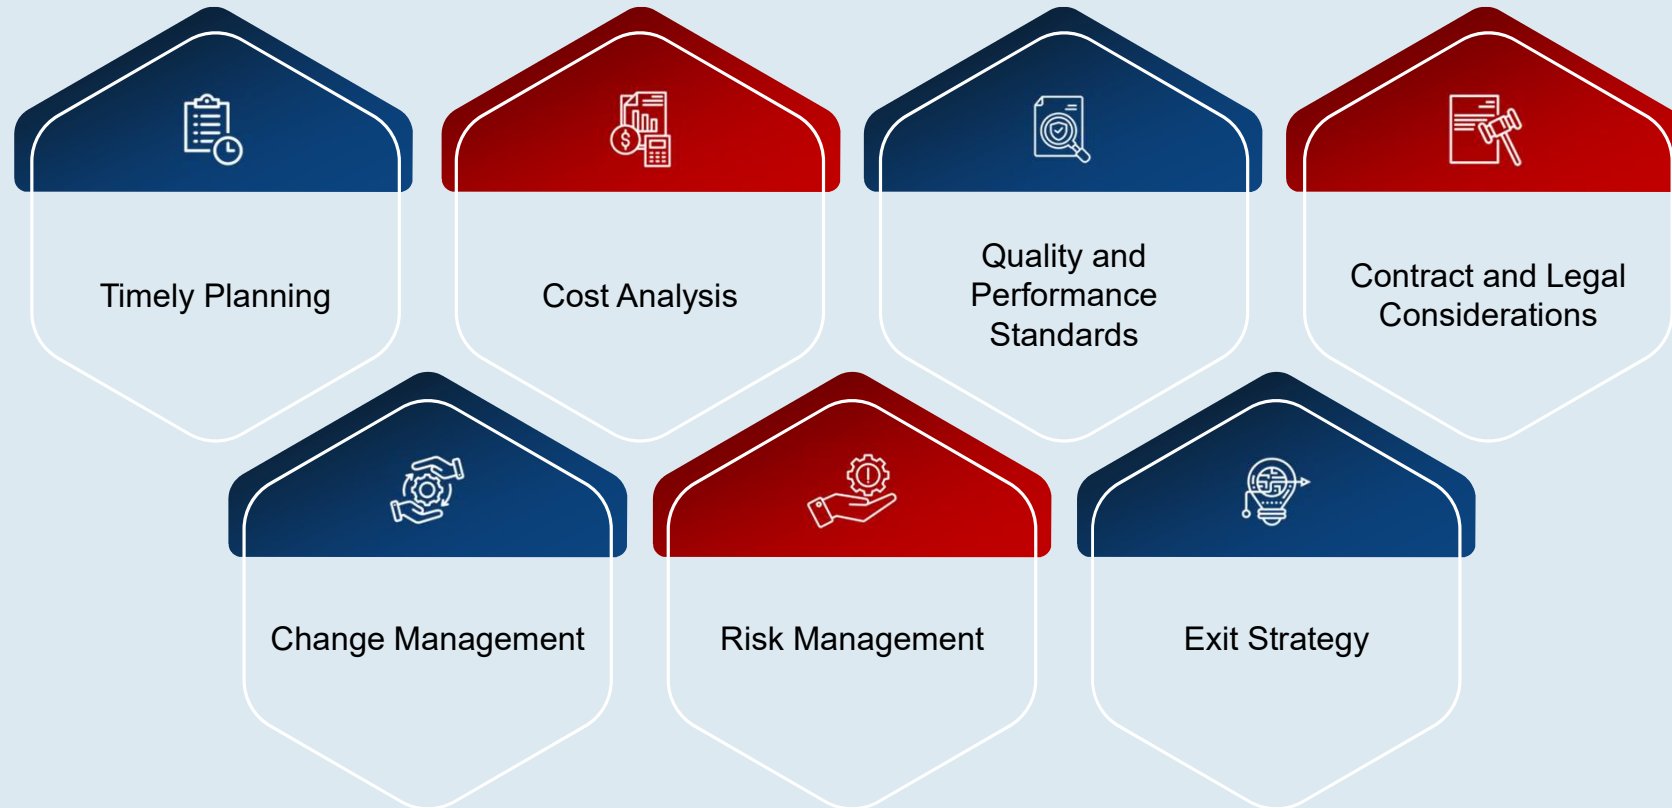 Timely Planning
Cost Analysis
Quality and
Performance
Standards
Contract and Legal
Considerations
Change Management
Risk Management
Exit Strategy